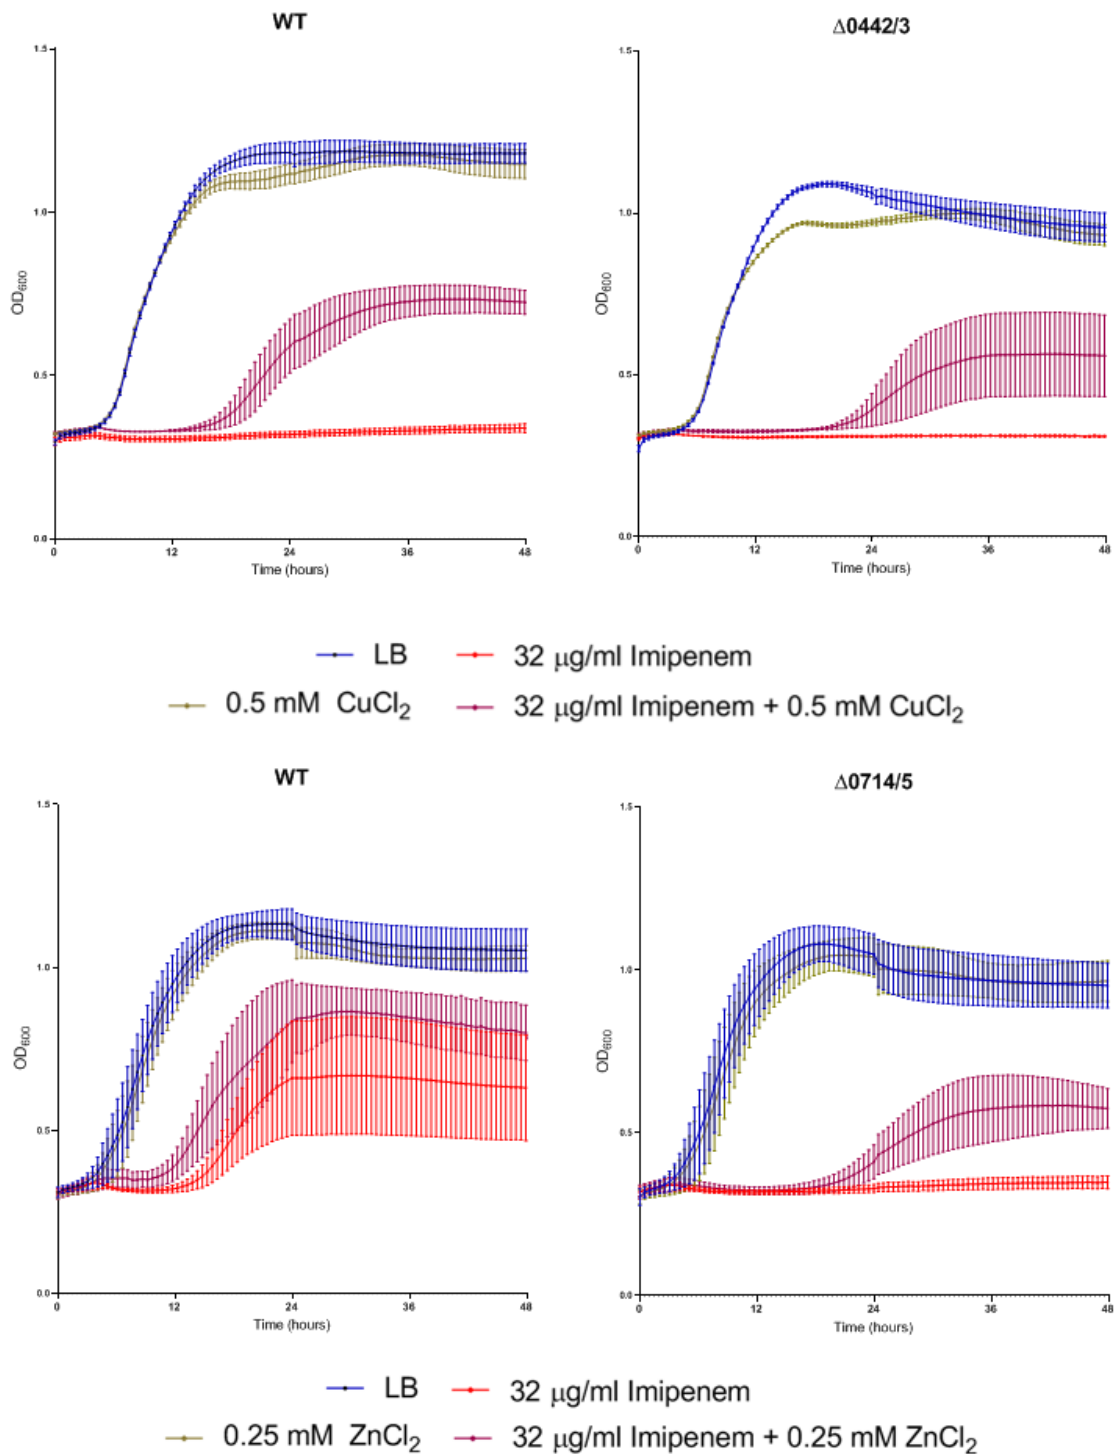 WT
Δ0442/3
1.5
1.0
0.5
0.0
OD600
0 12 24 36 48
Time (hours)
1.5
1.0
0.5
0.0
OD600
0 12 24 36 48
Time (hours)
LB
32 μg/ml Imipenem
0.5 mM CuCl2
32 μg/ml Imipenem + 0.5 mM CuCl2
WT
Δ0714/5
1.5
1.0
0.5
0.0
OD600
0 12 24 36 48
Time (hours)
1.5
1.0
0.5
0.0
OD600
0 12 24 36 48
Time (hours)
LB
32 μg/ml Imipenem
0.25 mM ZnCl2
32 μg/ml Imipenem + 0.25 mM ZnCl2